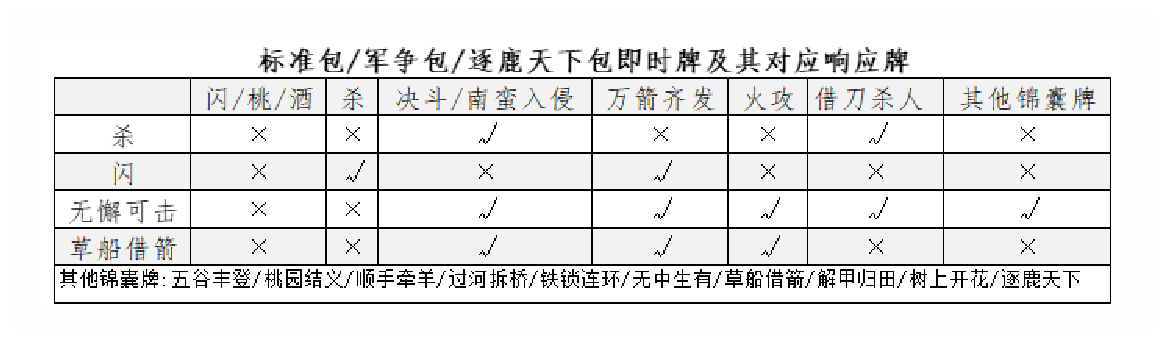 标准包/军争包/逐鹿天下包即时牌及其对应响应牌
闪/桃/酒 杀 决斗/南蛮入侵 万箭齐发 火攻 借刀杀人 其他锦囊牌
杀 × × √ × × √ ×
闪 × √ × √ × × ×
无懈可击 × × √ √ √ √ √
草船借箭 × × √ √ √ × ×
其他锦囊牌:五谷丰登/桃园结义/顺手牵羊/过河拆桥/铁锁连环/无中生有/草船借箭/解甲归田/树上开花/逐鹿天下